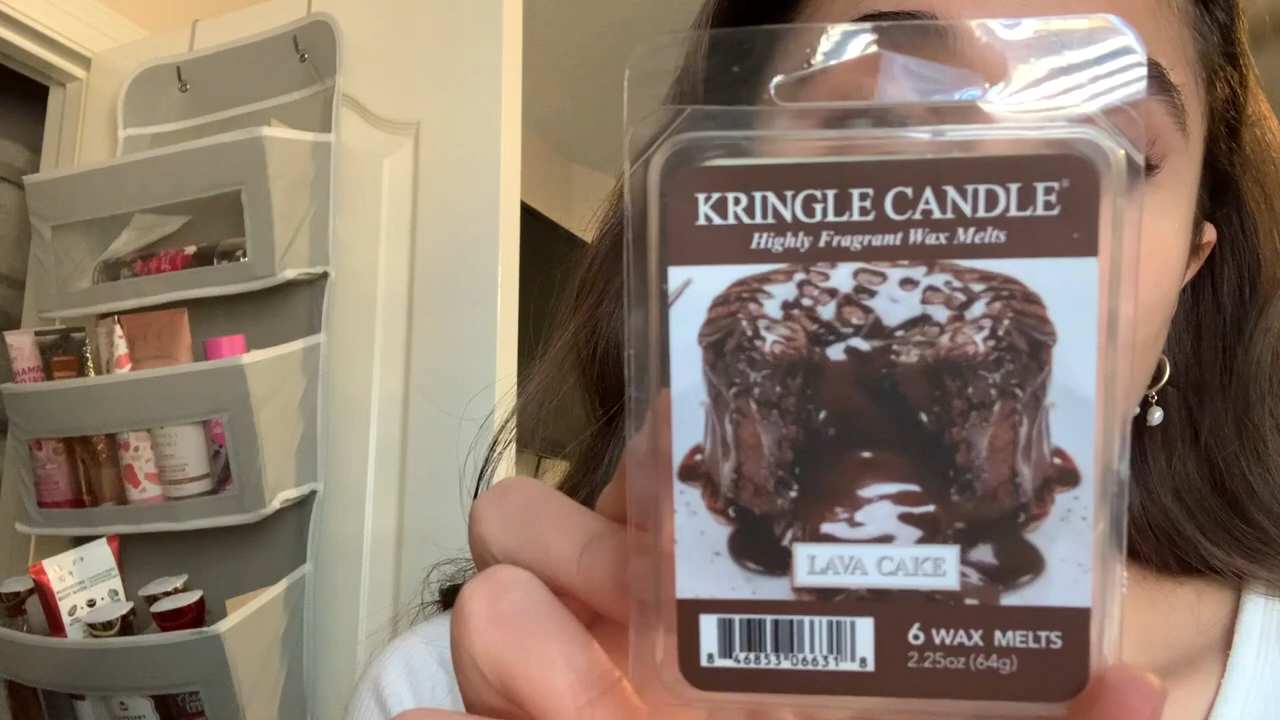 KRINGLE CANDLE®
Highly Fragrant Wax Melts
LAVA CAKE
8 46853 06631 8
6 WAX MELTS
2.25oz (64g)